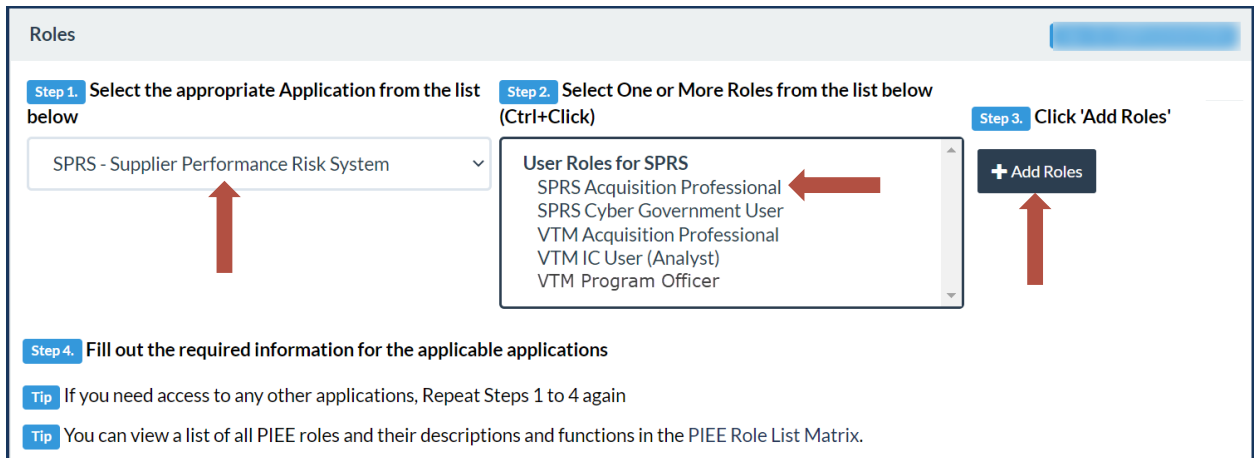 Roles
Step 1. Select the appropriate Application from the list
below
SPRS - Supplier Performance Risk System
Step 2. Select One or More Roles from the list below
(Ctrl+Click)
User Roles for SPRS
SPRS Acquisition Professional
SPRS Cyber Government User
VTM Acquisition Professional
VTM IC User (Analyst)
VTM Program Officer
Step 3. Click 'Add Roles'
+ Add Roles
Step 4. Fill out the required information for the applicable applications
Tip If you need access to any other applications, Repeat Steps 1 to 4 again
Tip You can view a list of all PIEE roles and their descriptions and functions in the PIEE Role List Matrix.